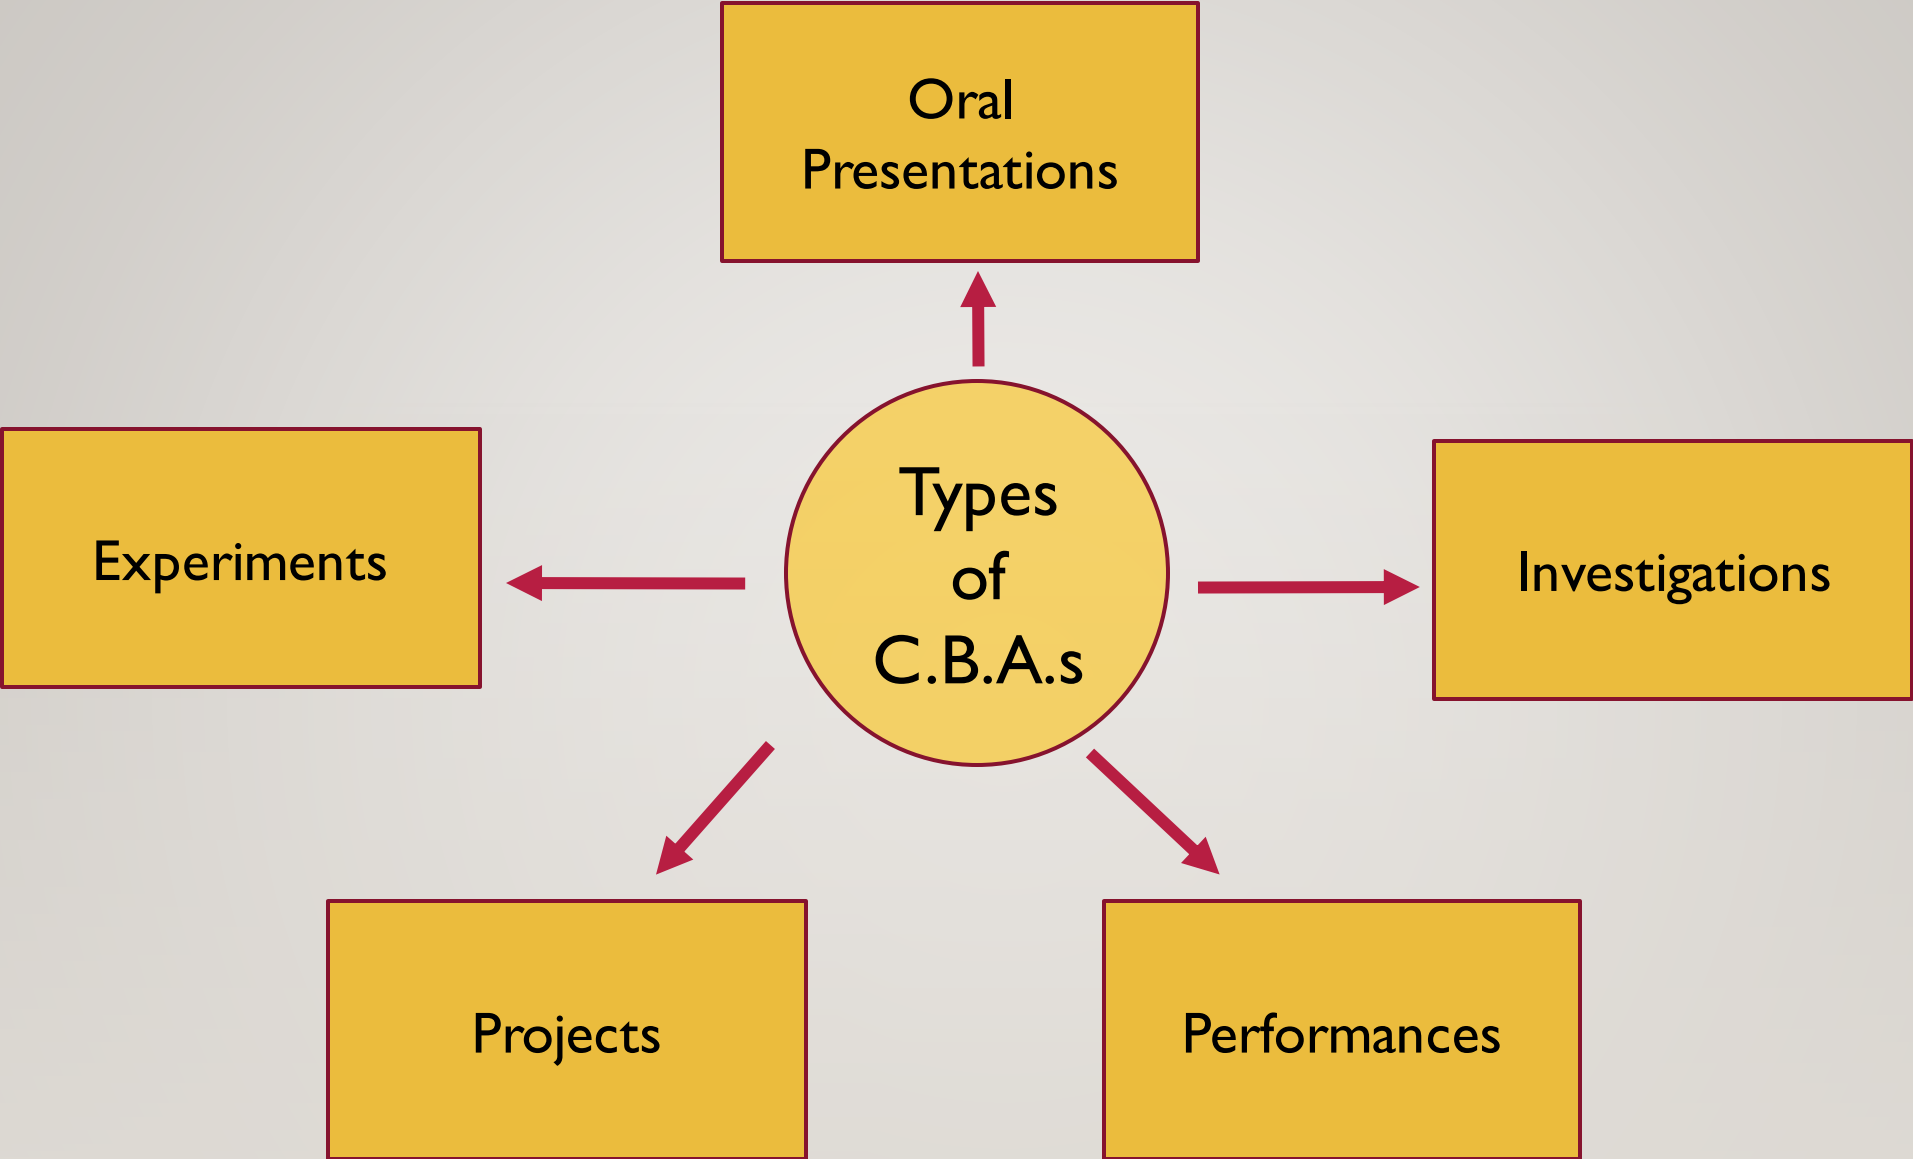 Oral
Presentations
Experiments
Types
of
C.B.A.s
Investigations
Projects
Performances